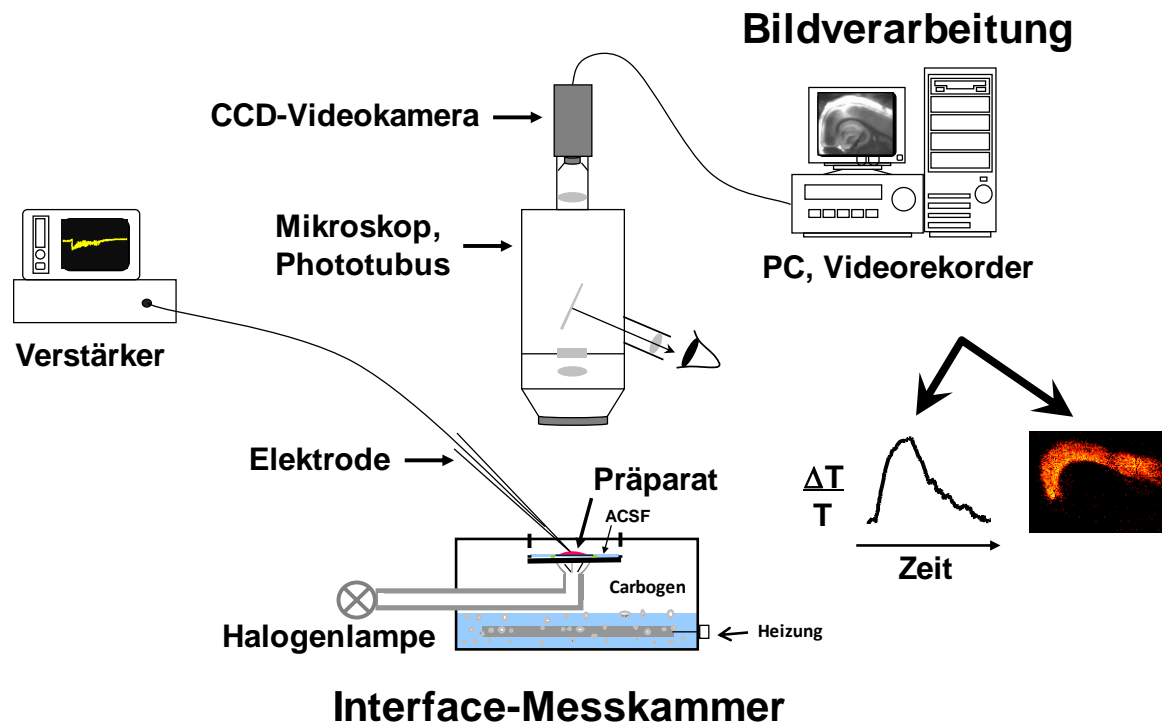 Bildverarbeitung
CCD-Videokamera
Mikroskop,
Phototubus
PC, Videorekorder
Verstärker
Elektrode
Präparat
ACSF
ΔT
T
Zeit
Carbogen
Halogenlampe
Heizung
Interface-Messkammer